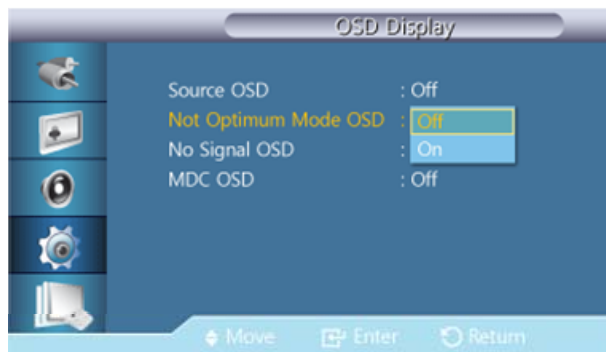 OSD Display
Source OSD : Off
Not Optimum Mode OSD : Off
No Signal OSD : On
MDC OSD : Off
Move Enter Return